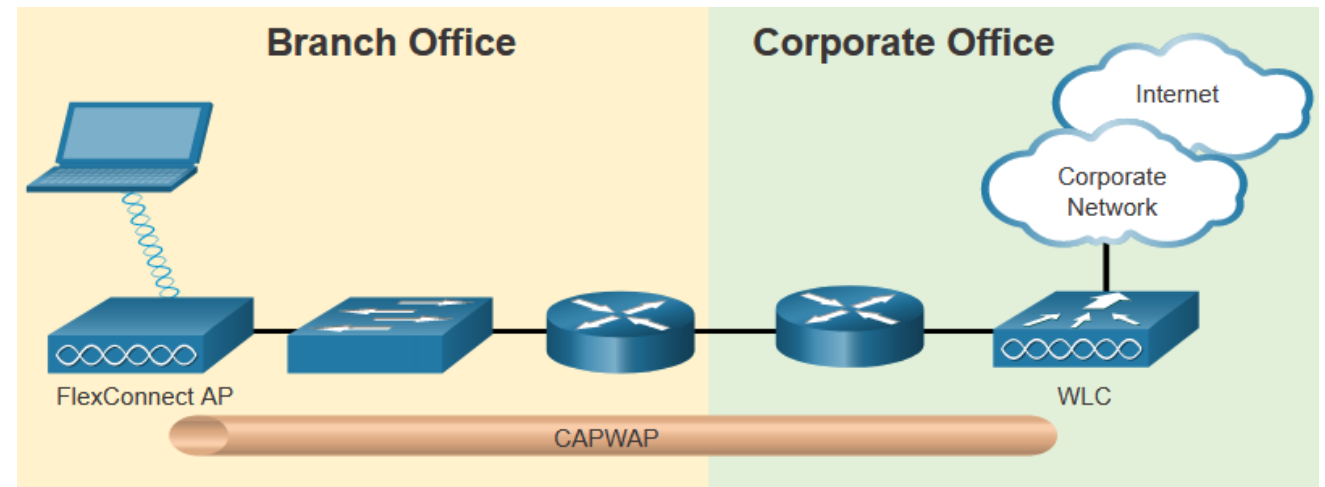 Branch Office
Corporate Office
Internet
Corporate
Network
FlexConnect AP
WLC
CAPWAP